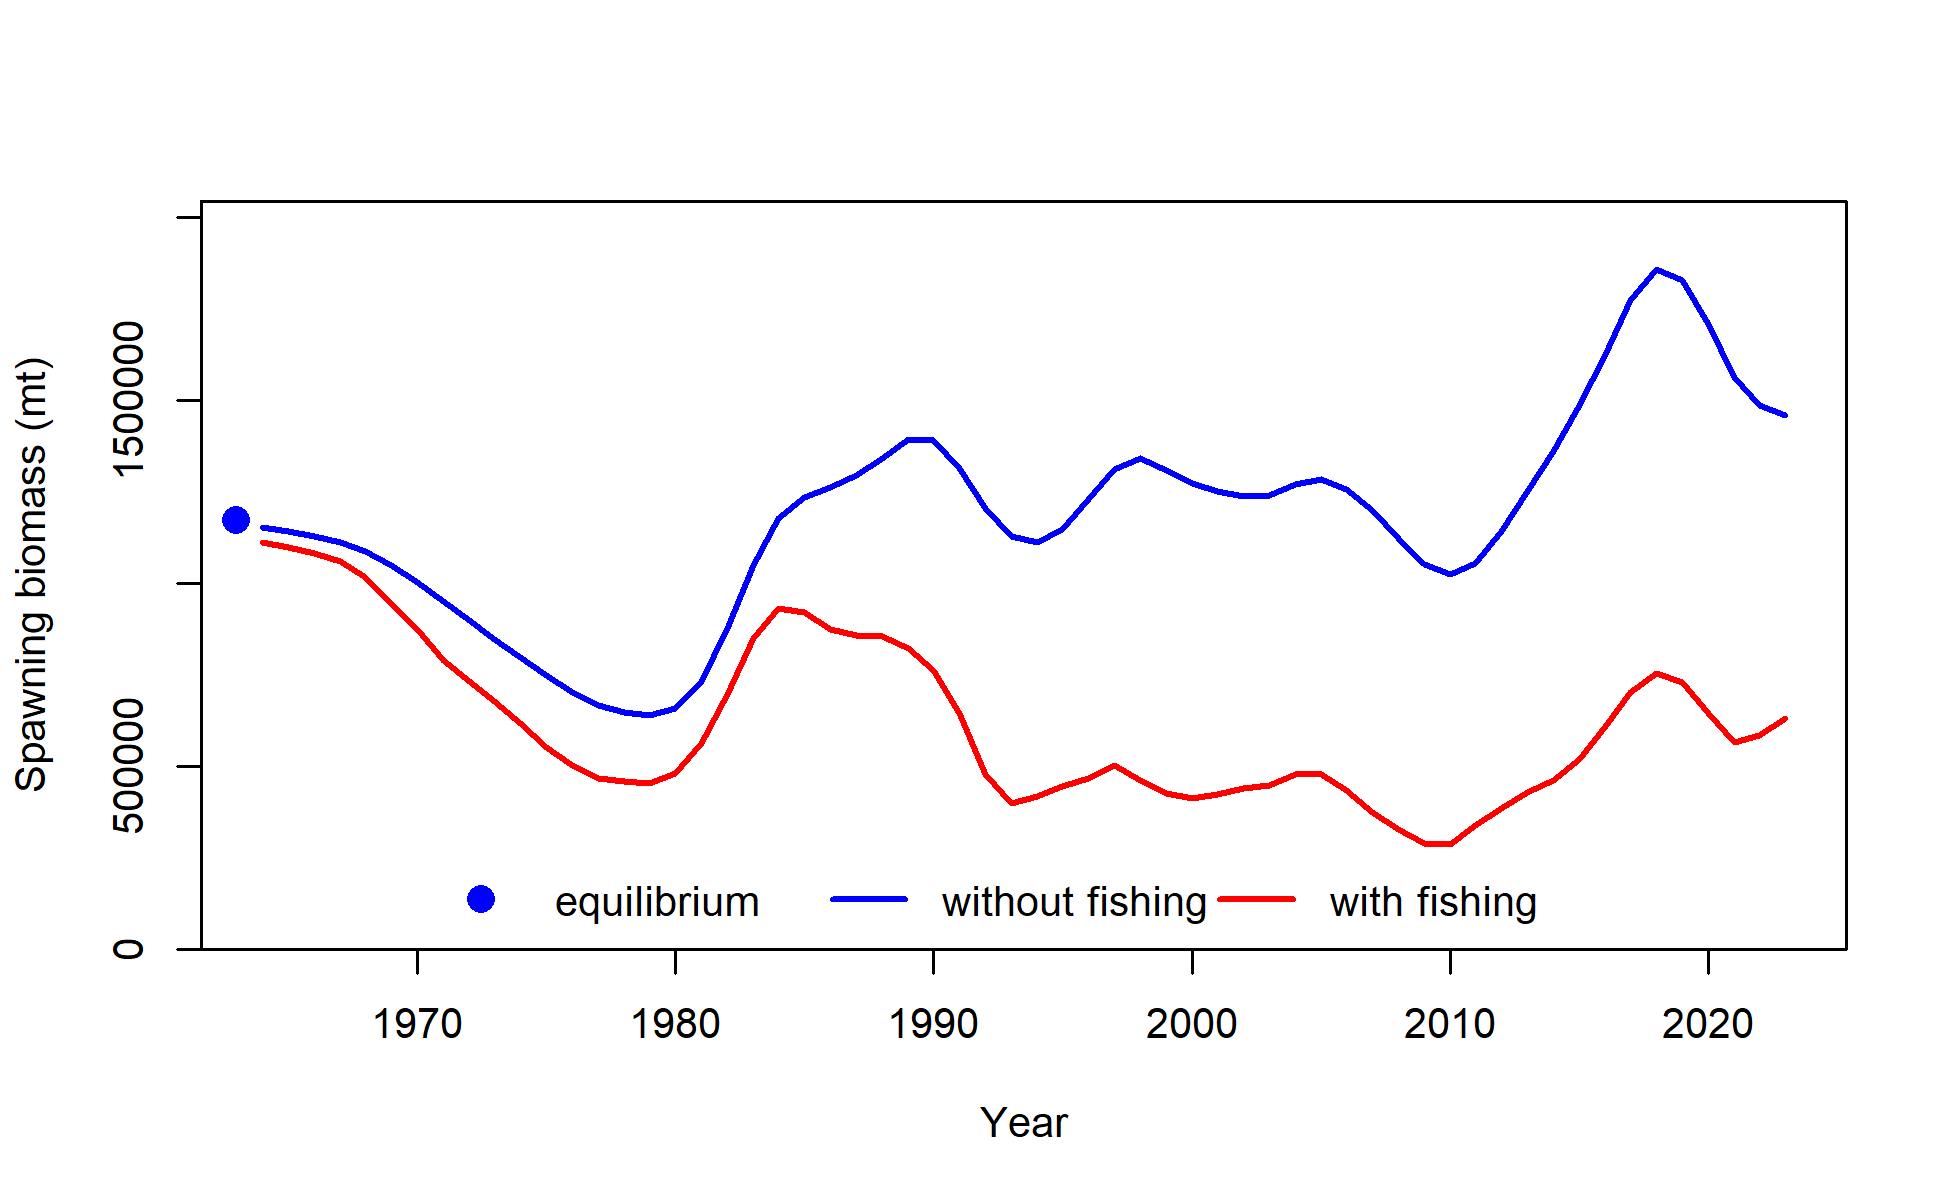 Spawning biomass (mt)
1500000
500000
0
equilibrium without fishing with fishing
1970 1980 1990 2000 2010 2020
Year